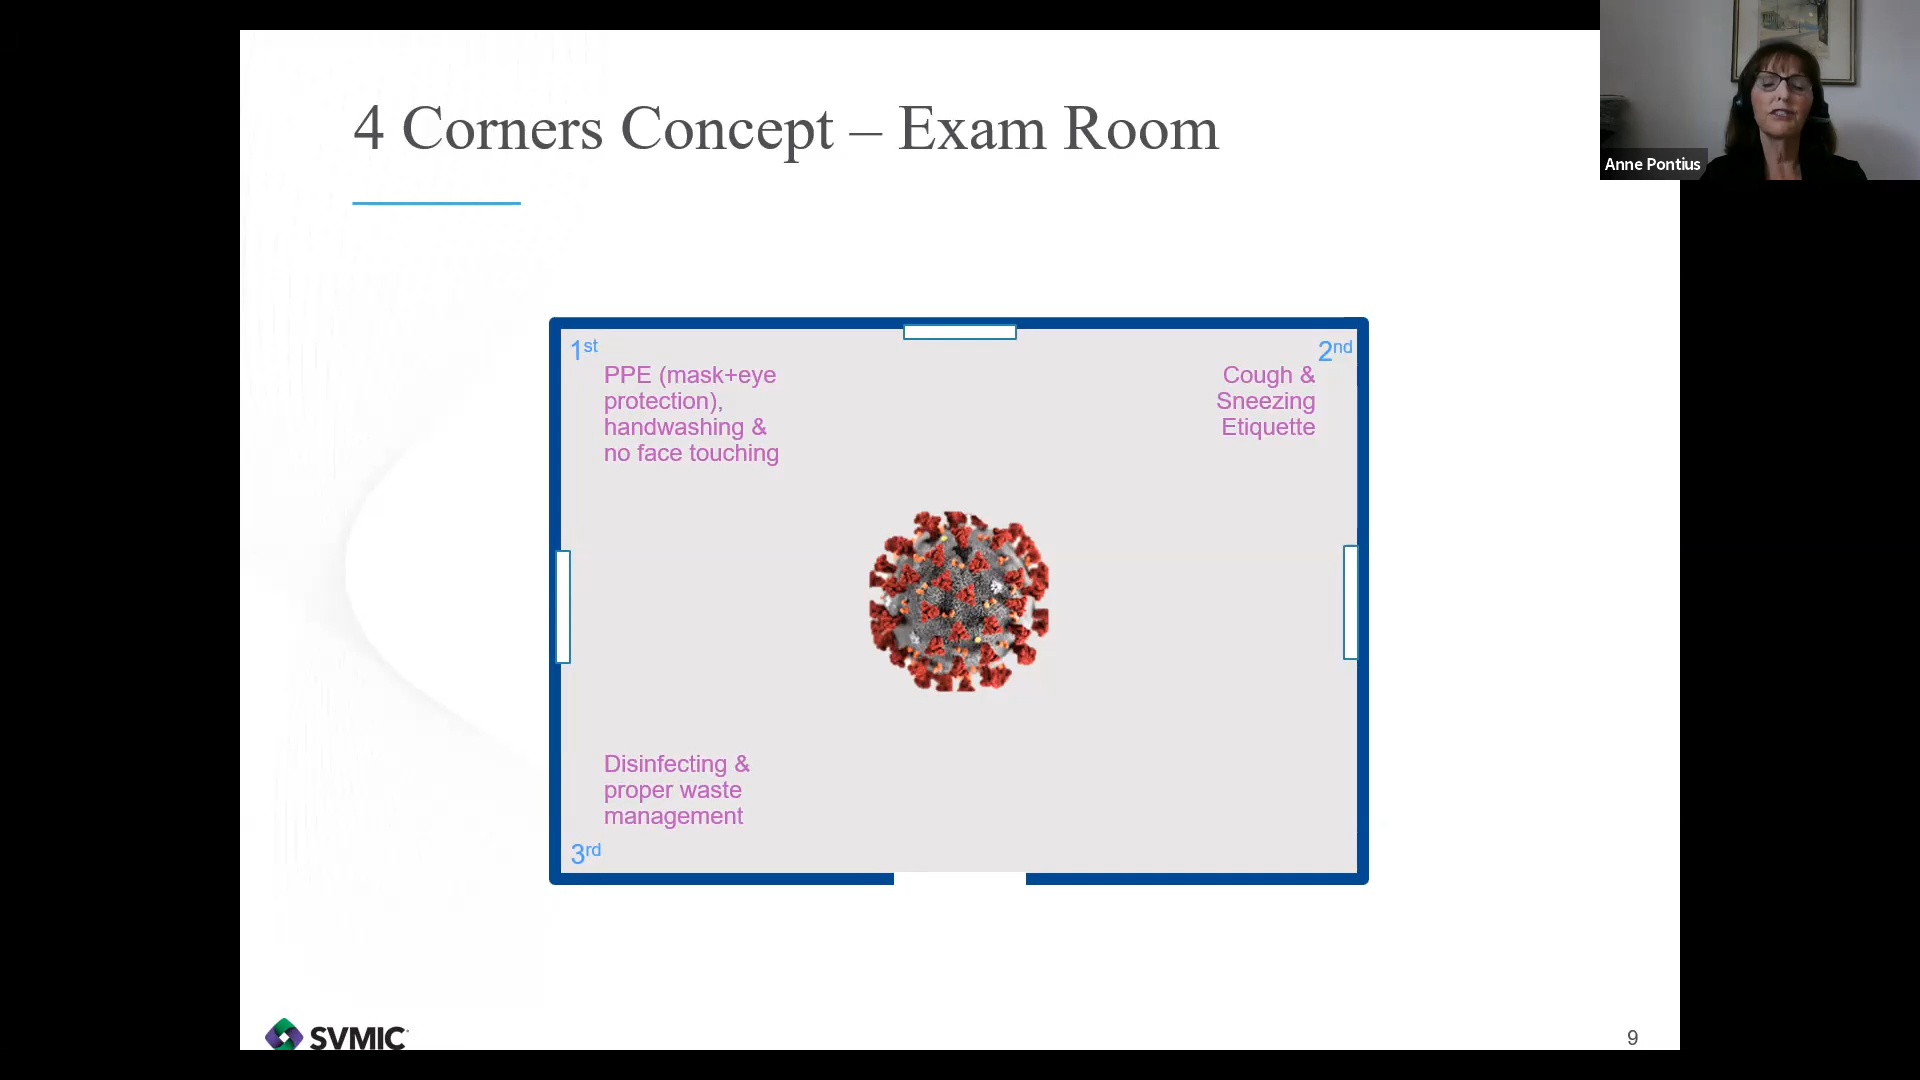 4 Corners Concept – Exam Room
Anne Pontius
1st
2nd
PPE (mask+eye
protection),
handwashing &
no face touching
Cough &
Sneezing
Etiquette
Disinfecting &
proper waste
management
3rd
SVMIC
9